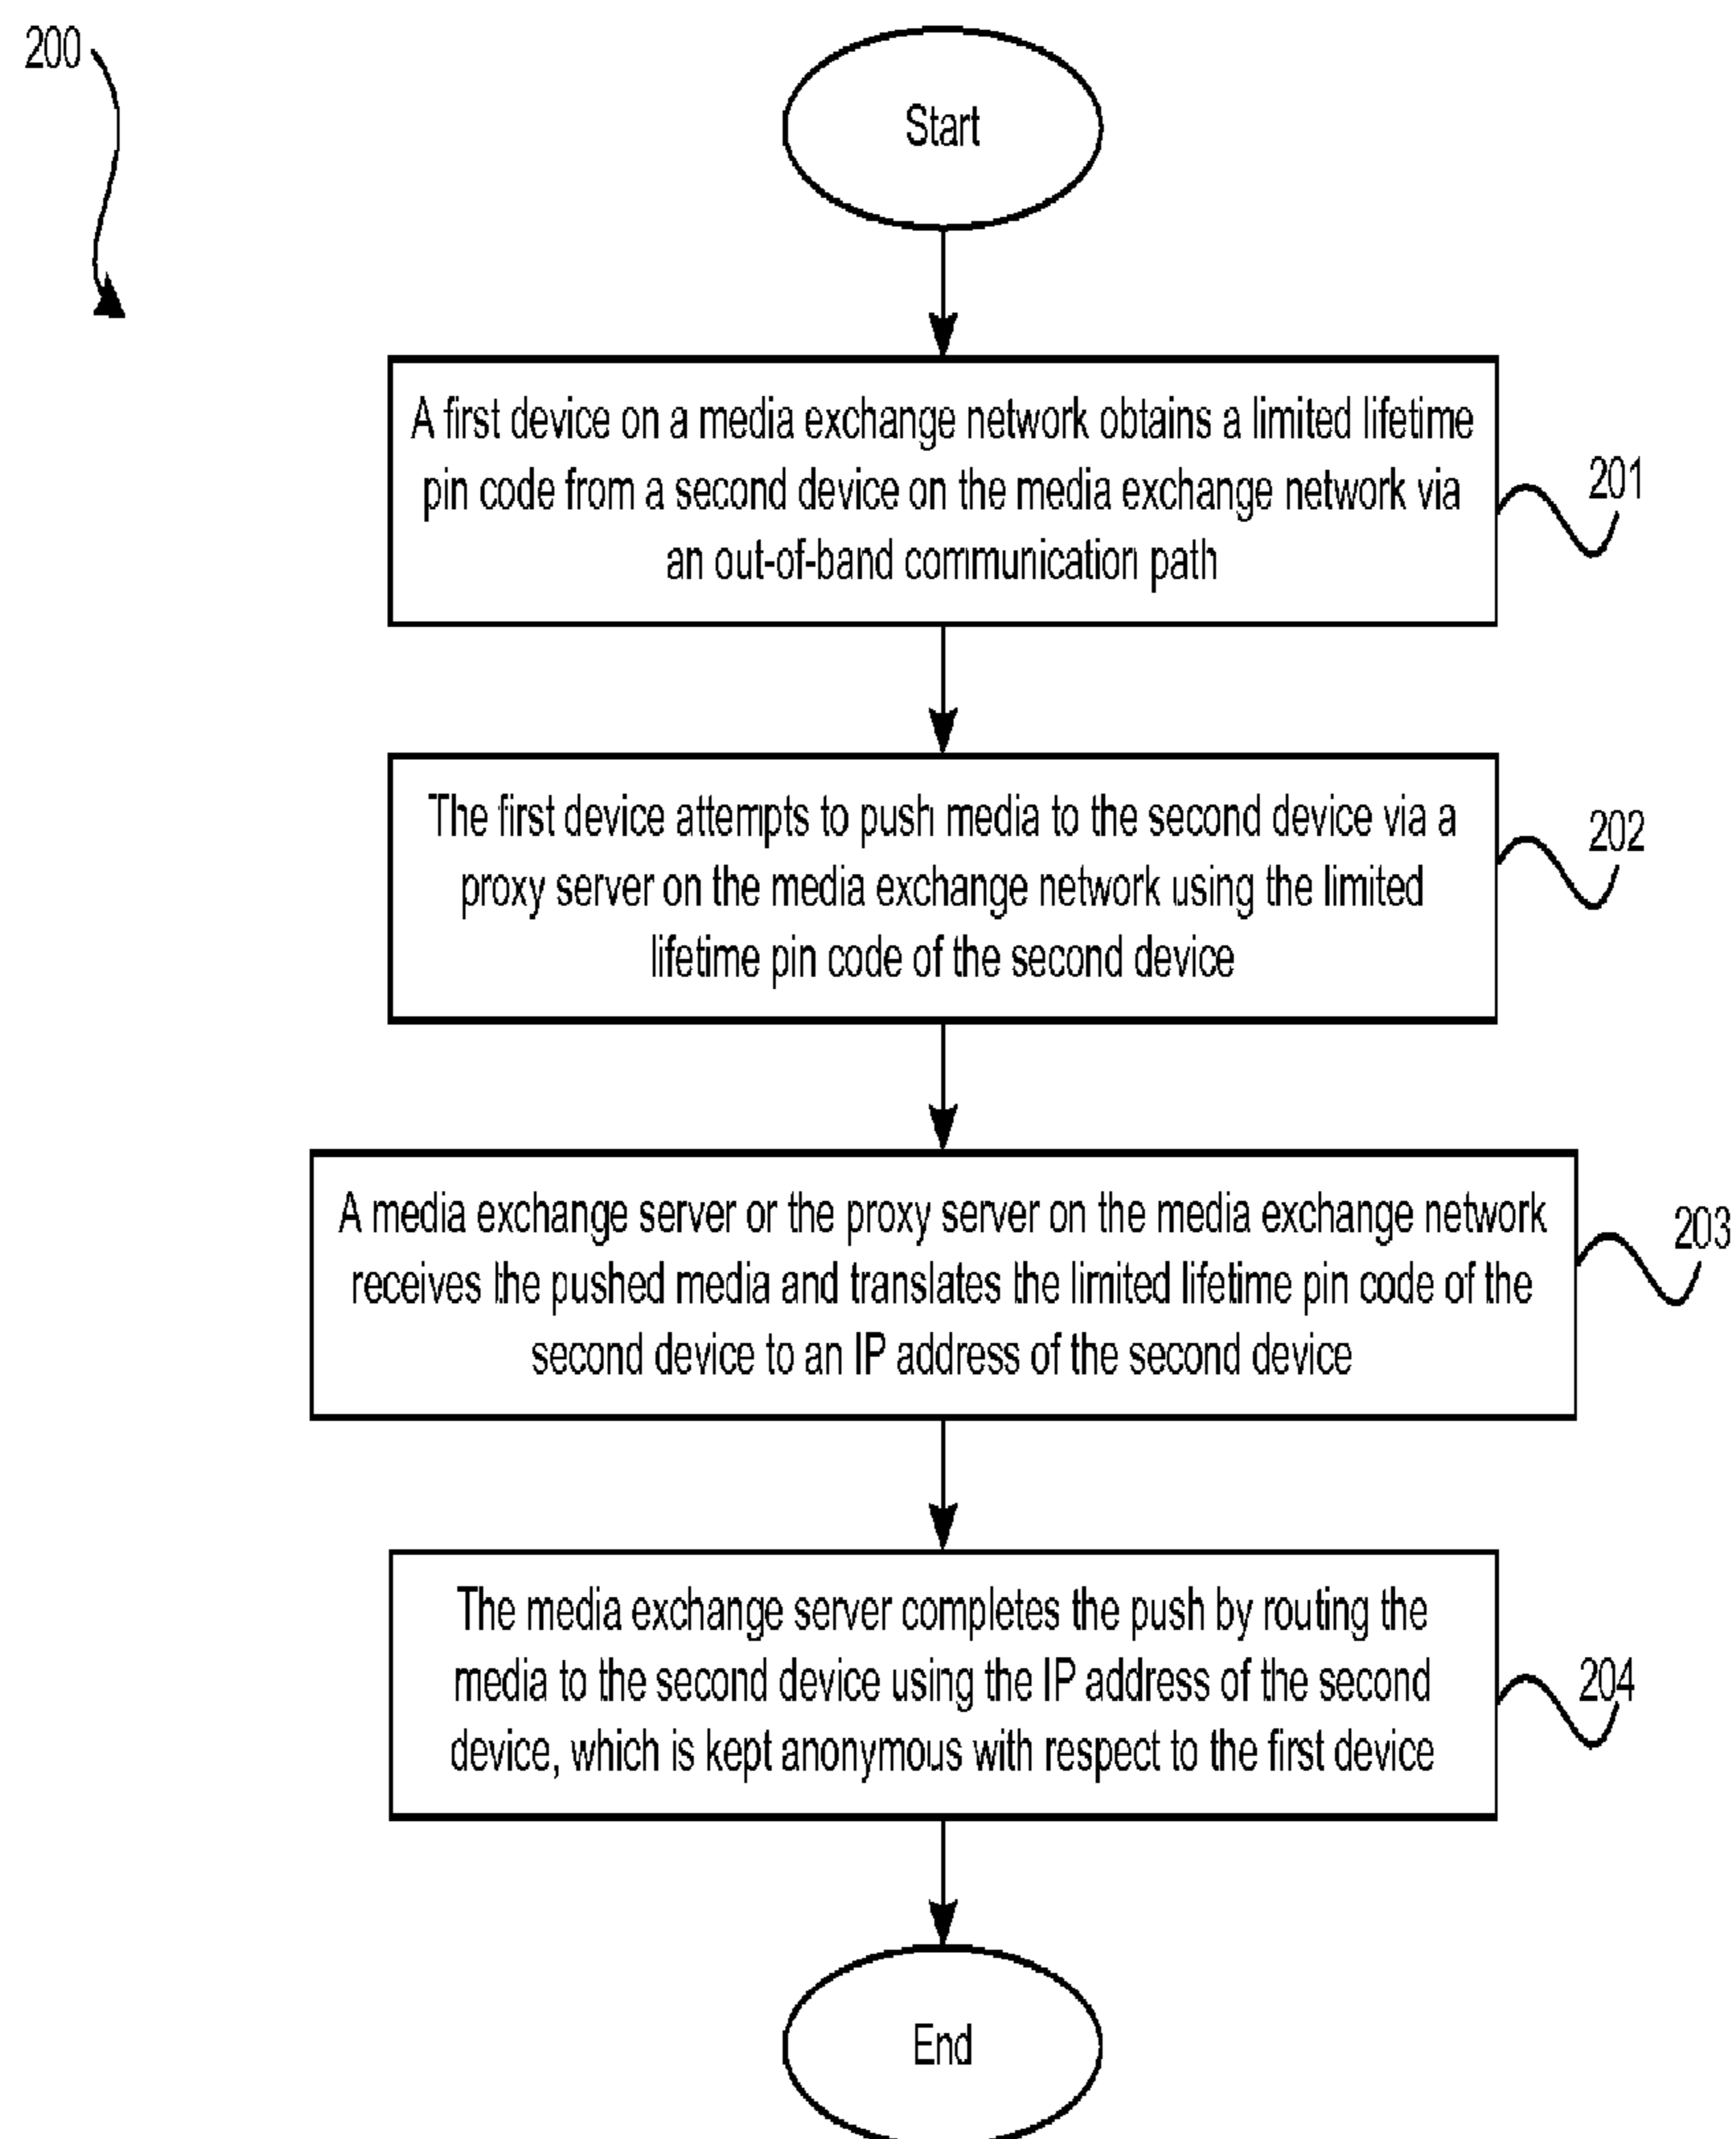 200
Start
A first device on a media exchange network obtains a limited lifetime
pin code from a second device on the media exchange network via
an out-of-band communication path
201
The first device attempts to push media to the second device via a
proxy server on the media exchange network using the limited
lifetime pin code of the second device
202
A media exchange server or the proxy server on the media exchange network
receives the pushed media and translates the limited lifetime pin code of the
second device to an IP address of the second device
203
The media exchange server completes the push by routing the
media to the second device using the IP address of the second
device, which is kept anonymous with respect to the first device
204
End